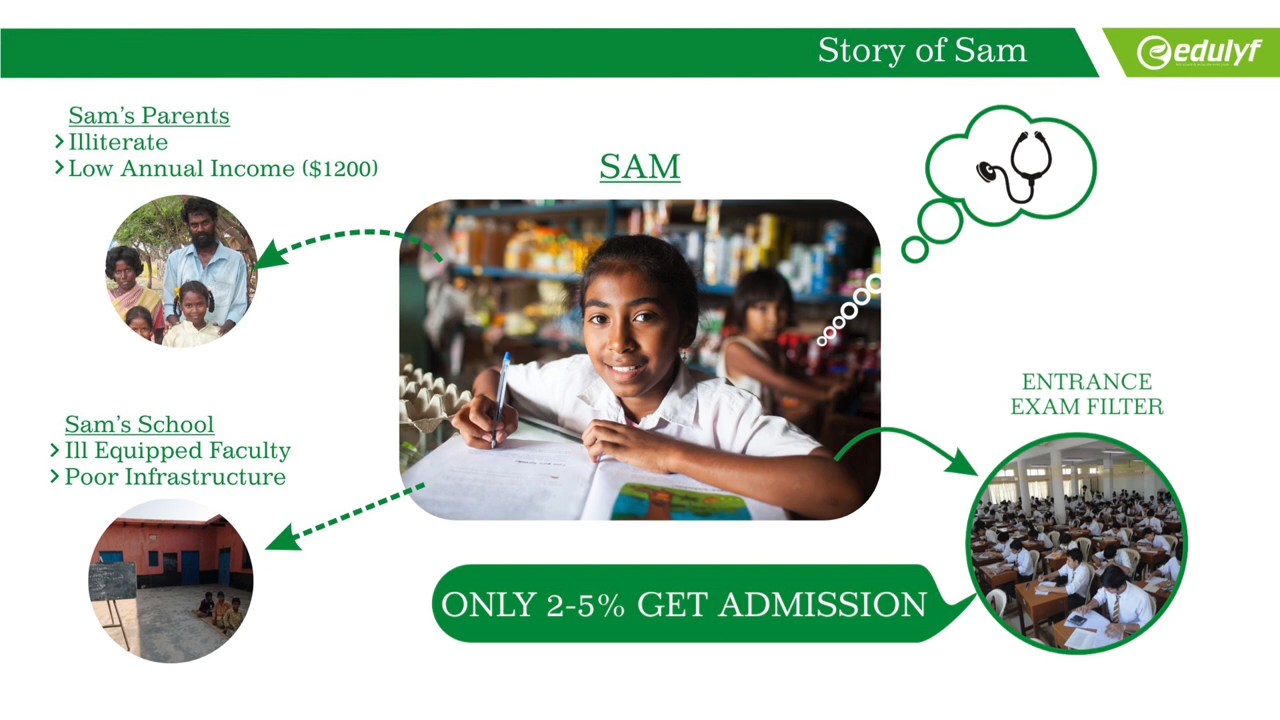 Story of Sam
edulyf
Sam's Parents
Illiterate
Low Annual Income ($1200)
SAM
Sam's School
Ill Equipped Faculty
Poor Infrastructure
ENTRANCE
EXAM FILTER
ONLY 2-5% GET ADMISSION